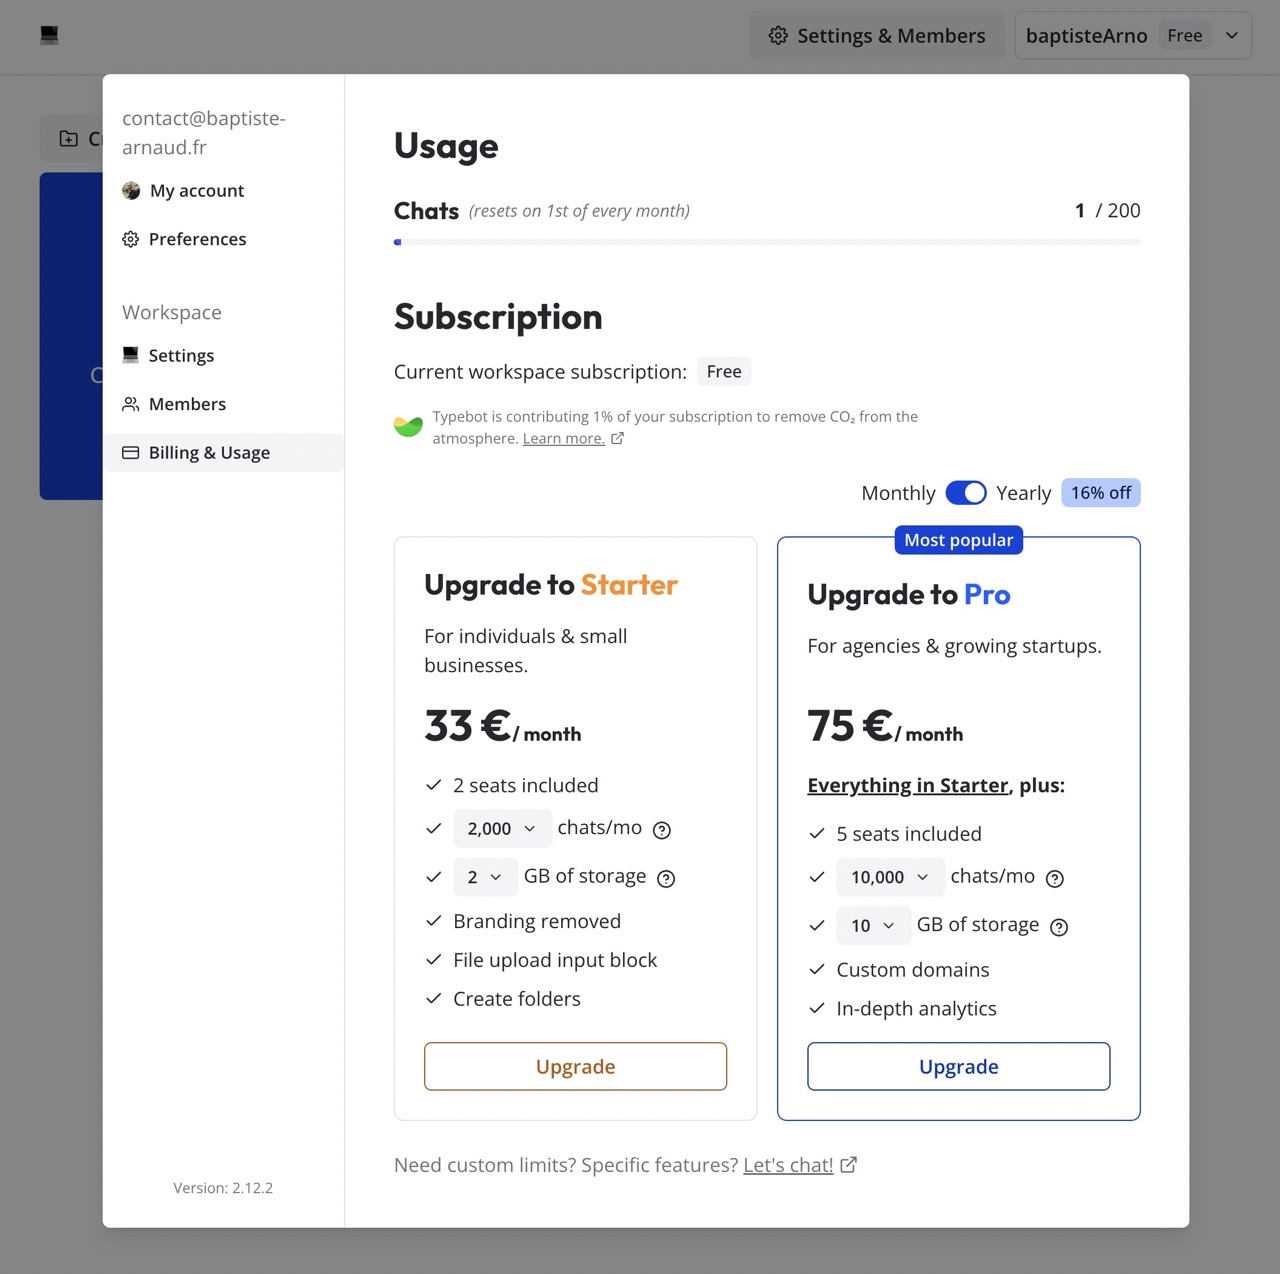 Settings & Members
baptisteArno Free
contact@baptiste-
arnaud.fr
My account
Preferences
Workspace
Settings
Members
Billing & Usage
Version: 2.12.2
Usage
Chats (resets on 1st of every month) 1 / 200
Subscription
Current workspace subscription: Free
Typebot is contributing 1% of your subscription to remove CO₂ from the
atmosphere. Learn more.
Monthly Yearly 16% off
Upgrade to Starter
For individuals & small
businesses.
33 €/ month
2 seats included
2,000 chats/mo
2 GB of storage
Branding removed
File upload input block
Create folders
Upgrade
Most popular
Upgrade to Pro
For agencies & growing startups.
75 €/ month
Everything in Starter, plus:
5 seats included
10,000 chats/mo
10 GB of storage
Custom domains
In-depth analytics
Upgrade
Need custom limits? Specific features? Let's chat!